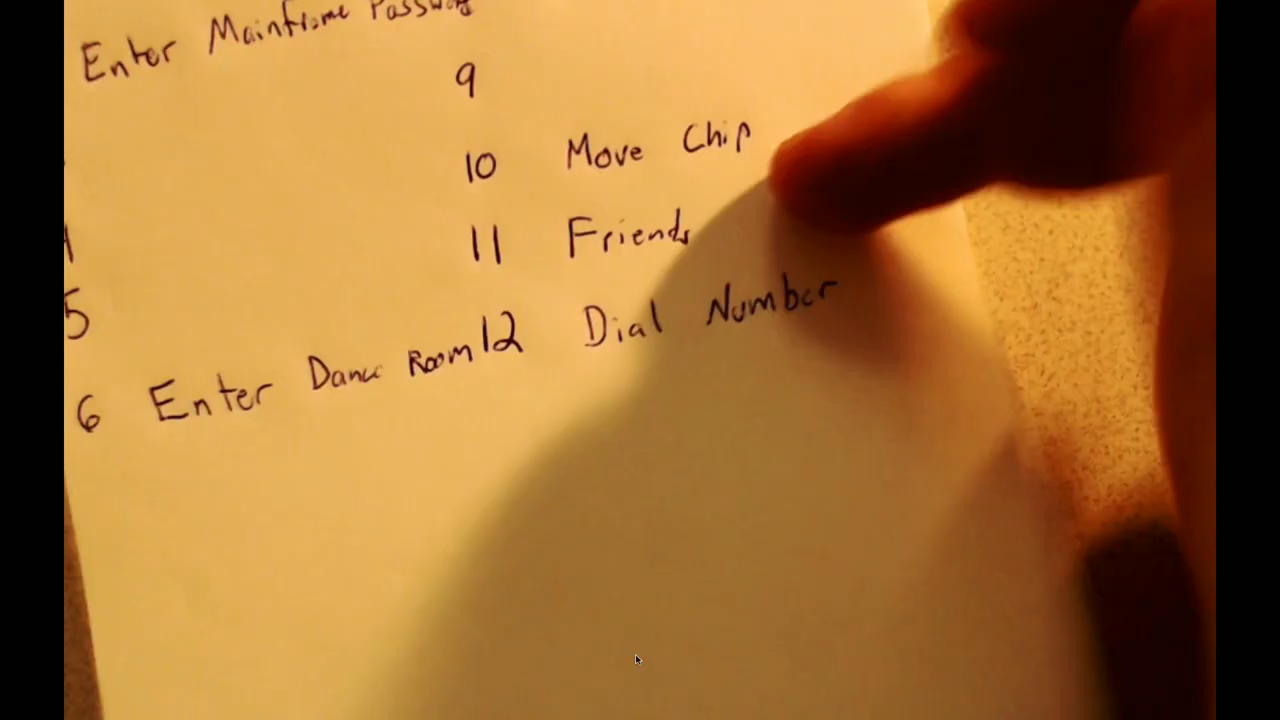 Enter Mainframe
9
10 Move Chip
11 Friends
5
6 Enter Dance Room 12 Dial Number